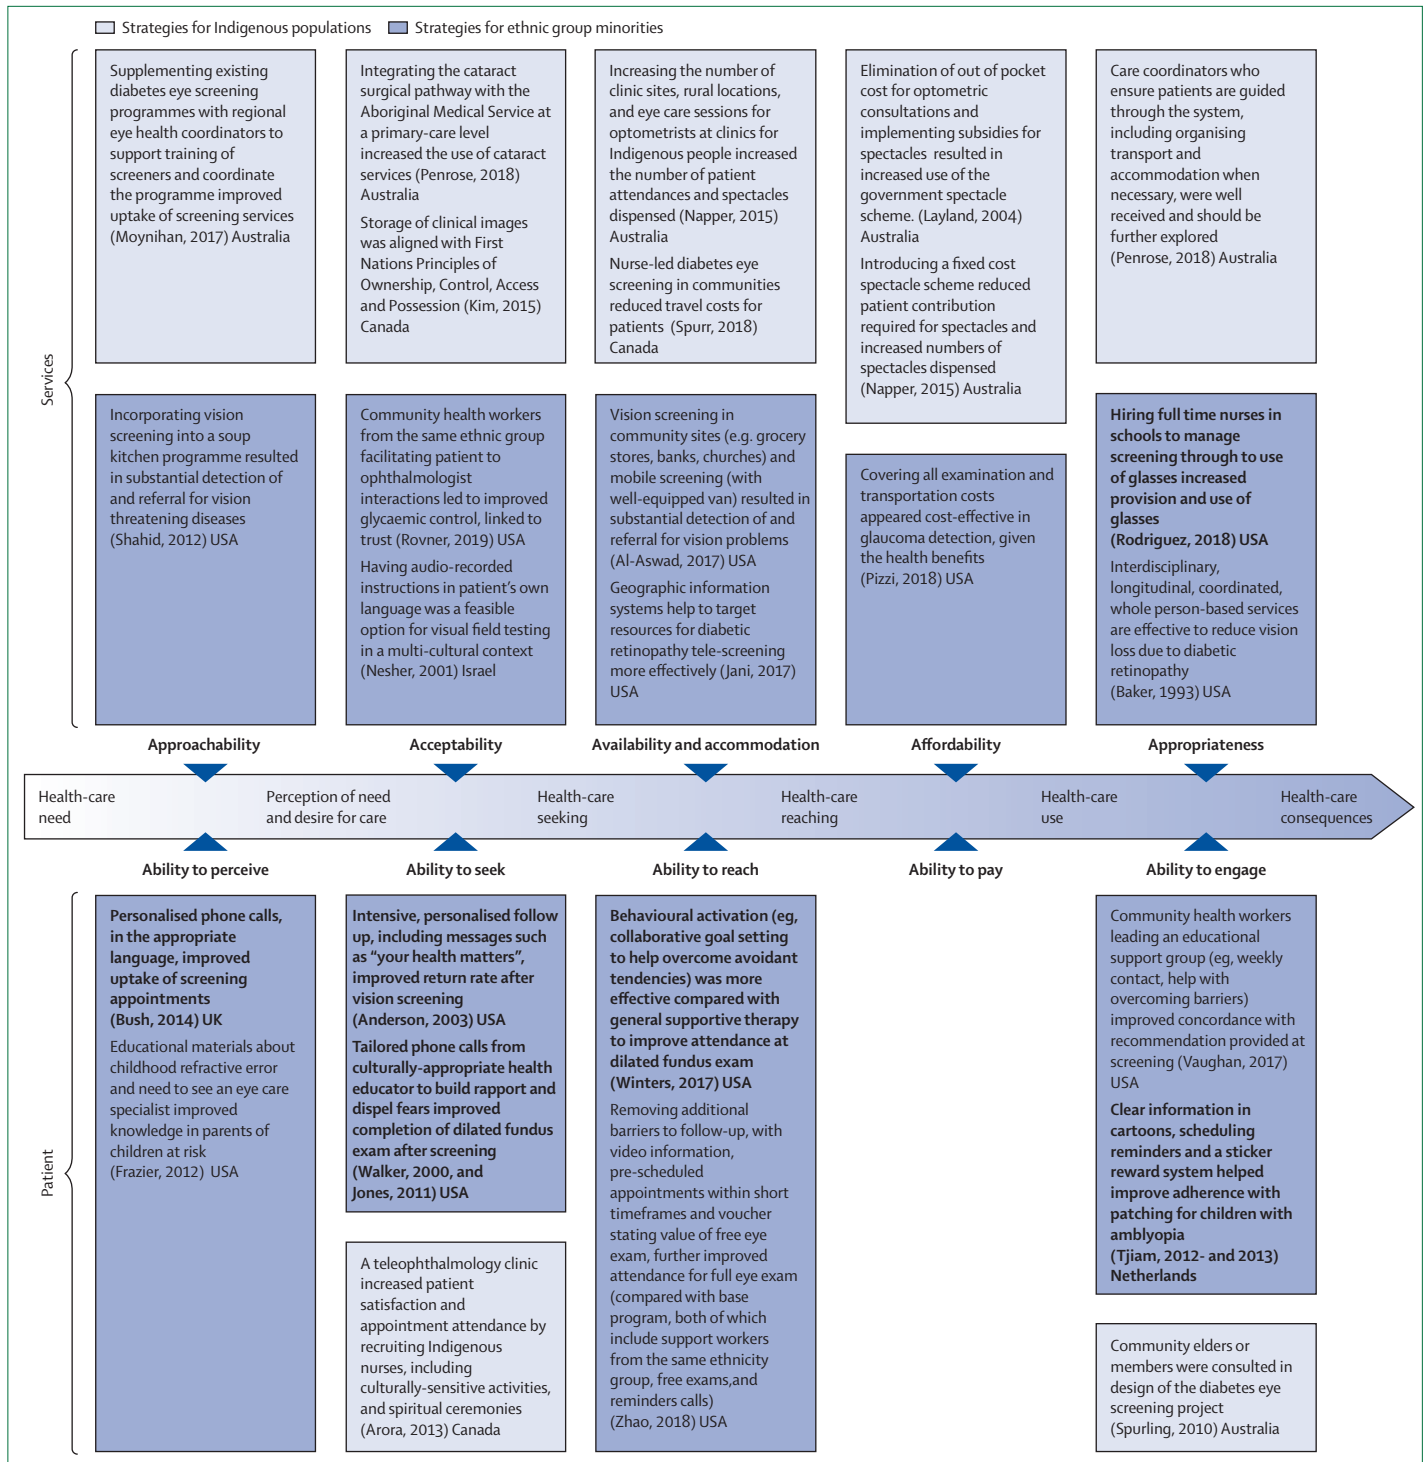 Strategies for Indigenous populations
Strategies for ethnic group minorities
Services
Supplementing existing
diabetes eye screening
programmes with regional
eye health coordinators to
support training of
screeners and coordinate
the programme improved
uptake of screening services
(Moynihan, 2017) Australia
Integrating the cataract
surgical pathway with the
Aboriginal Medical Service at
a primary-care level
increased the use of cataract
services (Penrose, 2018)
Australia
Storage of clinical images
was aligned with First
Nations Principles of
Ownership, Control, Access
and Possession (Kim, 2015)
Canada
Increasing the number of
clinic sites, rural locations,
and eye care sessions for
optometrists at clinics for
Indigenous people increased
the number of patient
attendances and spectacles
dispensed (Napper, 2015)
Australia
Nurse-led diabetes eye
screening in communities
reduced travel costs for
patients (Spurr, 2018)
Canada
Elimination of out of pocket
cost for optometric
consultations and
implementing subsidies for
spectacles resulted in
increased use of the
government spectacle
scheme. (Layland, 2004)
Australia
Introducing a fixed cost
spectacle scheme reduced
patient contribution
required for spectacles and
increased numbers of
spectacles dispensed
(Napper, 2015) Australia
Care coordinators who
ensure patients are guided
through the system,
including organising
transport and
accommodation when
necessary, were well
received and should be
further explored
(Penrose, 2018) Australia
Incorporating vision
screening into a soup
kitchen programme resulted
in substantial detection of
and referral for vision
threatening diseases
(Shahid, 2012) USA
Community health workers
from the same ethnic group
facilitating patient to
ophthalmologist
interactions led to improved
glycaemic control, linked to
trust (Rovner, 2019) USA
Having audio-recorded
instructions in patient's own
language was a feasible
option for visual field testing
in a multi-cultural context
(Nesher, 2001) Israel
Vision screening in
community sites (e.g. grocery
stores, banks, churches) and
mobile screening (with
well-equipped van) resulted in
substantial detection of and
referral for vision problems
(Al-Aswad, 2017) USA
Geographic information
systems help to target
resources for diabetic
retinopathy tele-screening
more effectively (Jani, 2017)
USA
Covering all examination and
transportation costs
appeared cost-effective in
glaucoma detection, given
the health benefits
(Pizzi, 2018) USA
Hiring full time nurses in
schools to manage
screening through to use
of glasses increased
provision and use of
glasses
(Rodriguez, 2018) USA
Interdisciplinary,
longitudinal, coordinated,
whole person-based services
are effective to reduce vision
loss due to diabetic
retinopathy
(Baker, 1993) USA
Approachability
Acceptability
Availability and accommodation
Affordability
Appropriateness
Health-care
need
Perception of need
and desire for care
Health-care
seeking
Health-care
reaching
Health-care
use
Health-care
consequences
Ability to perceive
Ability to seek
Ability to reach
Ability to pay
Ability to engage
Patient
Personalised phone calls,
in the appropriate
language, improved
uptake of screening
appointments
(Bush, 2014) UK
Educational materials about
childhood refractive error
and need to see an eye care
specialist improved
knowledge in parents of
children at risk
(Frazier, 2012) USA
Intensive, personalised follow
up, including messages such
as "your health matters",
improved return rate after
vision screening
(Anderson, 2003) USA
Tailored phone calls from
culturally-appropriate health
educator to build rapport and
dispel fears improved
completion of dilated fundus
exam after screening
(Walker, 2000, and
Jones, 2011) USA
A teleophthalmology clinic
increased patient
satisfaction and
appointment attendance by
recruiting Indigenous
nurses, including
culturally-sensitive activities,
and spiritual ceremonies
(Arora, 2013) Canada
Behavioural activation (eg,
collaborative goal setting
to help overcome avoidant
tendencies) was more
effective compared with
general supportive therapy
to improve attendance at
dilated fundus exam
(Winters, 2017) USA
Removing additional
barriers to follow-up, with
video information,
pre-scheduled
appointments within short
timeframes and voucher
stating value of free eye
exam, further improved
attendance for full eye exam
(compared with base
program, both of which
include support workers
from the same ethnicity
group, free exams,and
reminders calls)
(Zhao, 2018) USA
Community health workers
leading an educational
support group (eg, weekly
contact, help with
overcoming barriers)
improved concordance with
recommendation provided at
screening (Vaughan, 2017)
USA
Clear information in
cartoons, scheduling
reminders and a sticker
reward system helped
improve adherence with
patching for children with
amblyopia
(Tjiam, 2012- and 2013)
Netherlands
Community elders or
members were consulted in
design of the diabetes eye
screening project
(Spurling, 2010) Australia